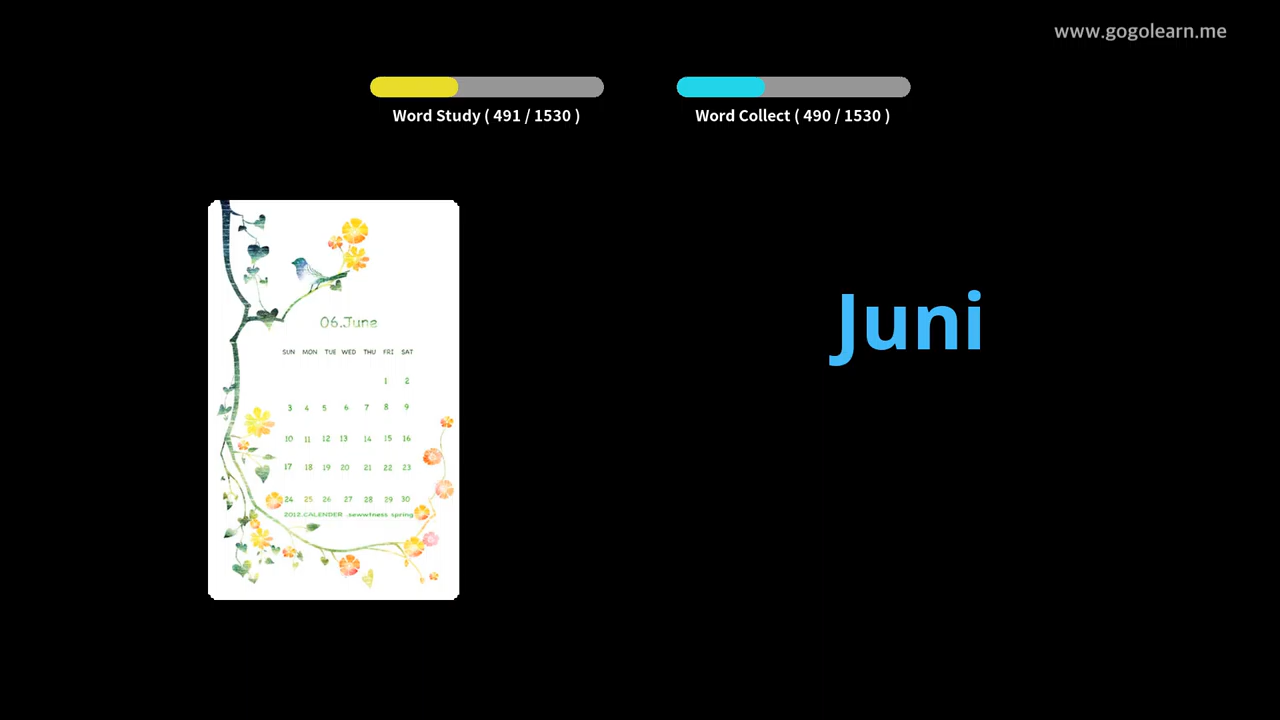 www.gogolearn.me
Word Study ( 491 / 1530 )
Word Collect ( 490 / 1530 )
06.June
SUN MON TUE WED THU FRI SAT
1 2
3 4 5 6 7 8 9
10 11 12 13 14 15 16
17 18 19 20 21 22 23
24 25 26 27 28 29 30
2012.CALENDER .sewwtness spring
Juni